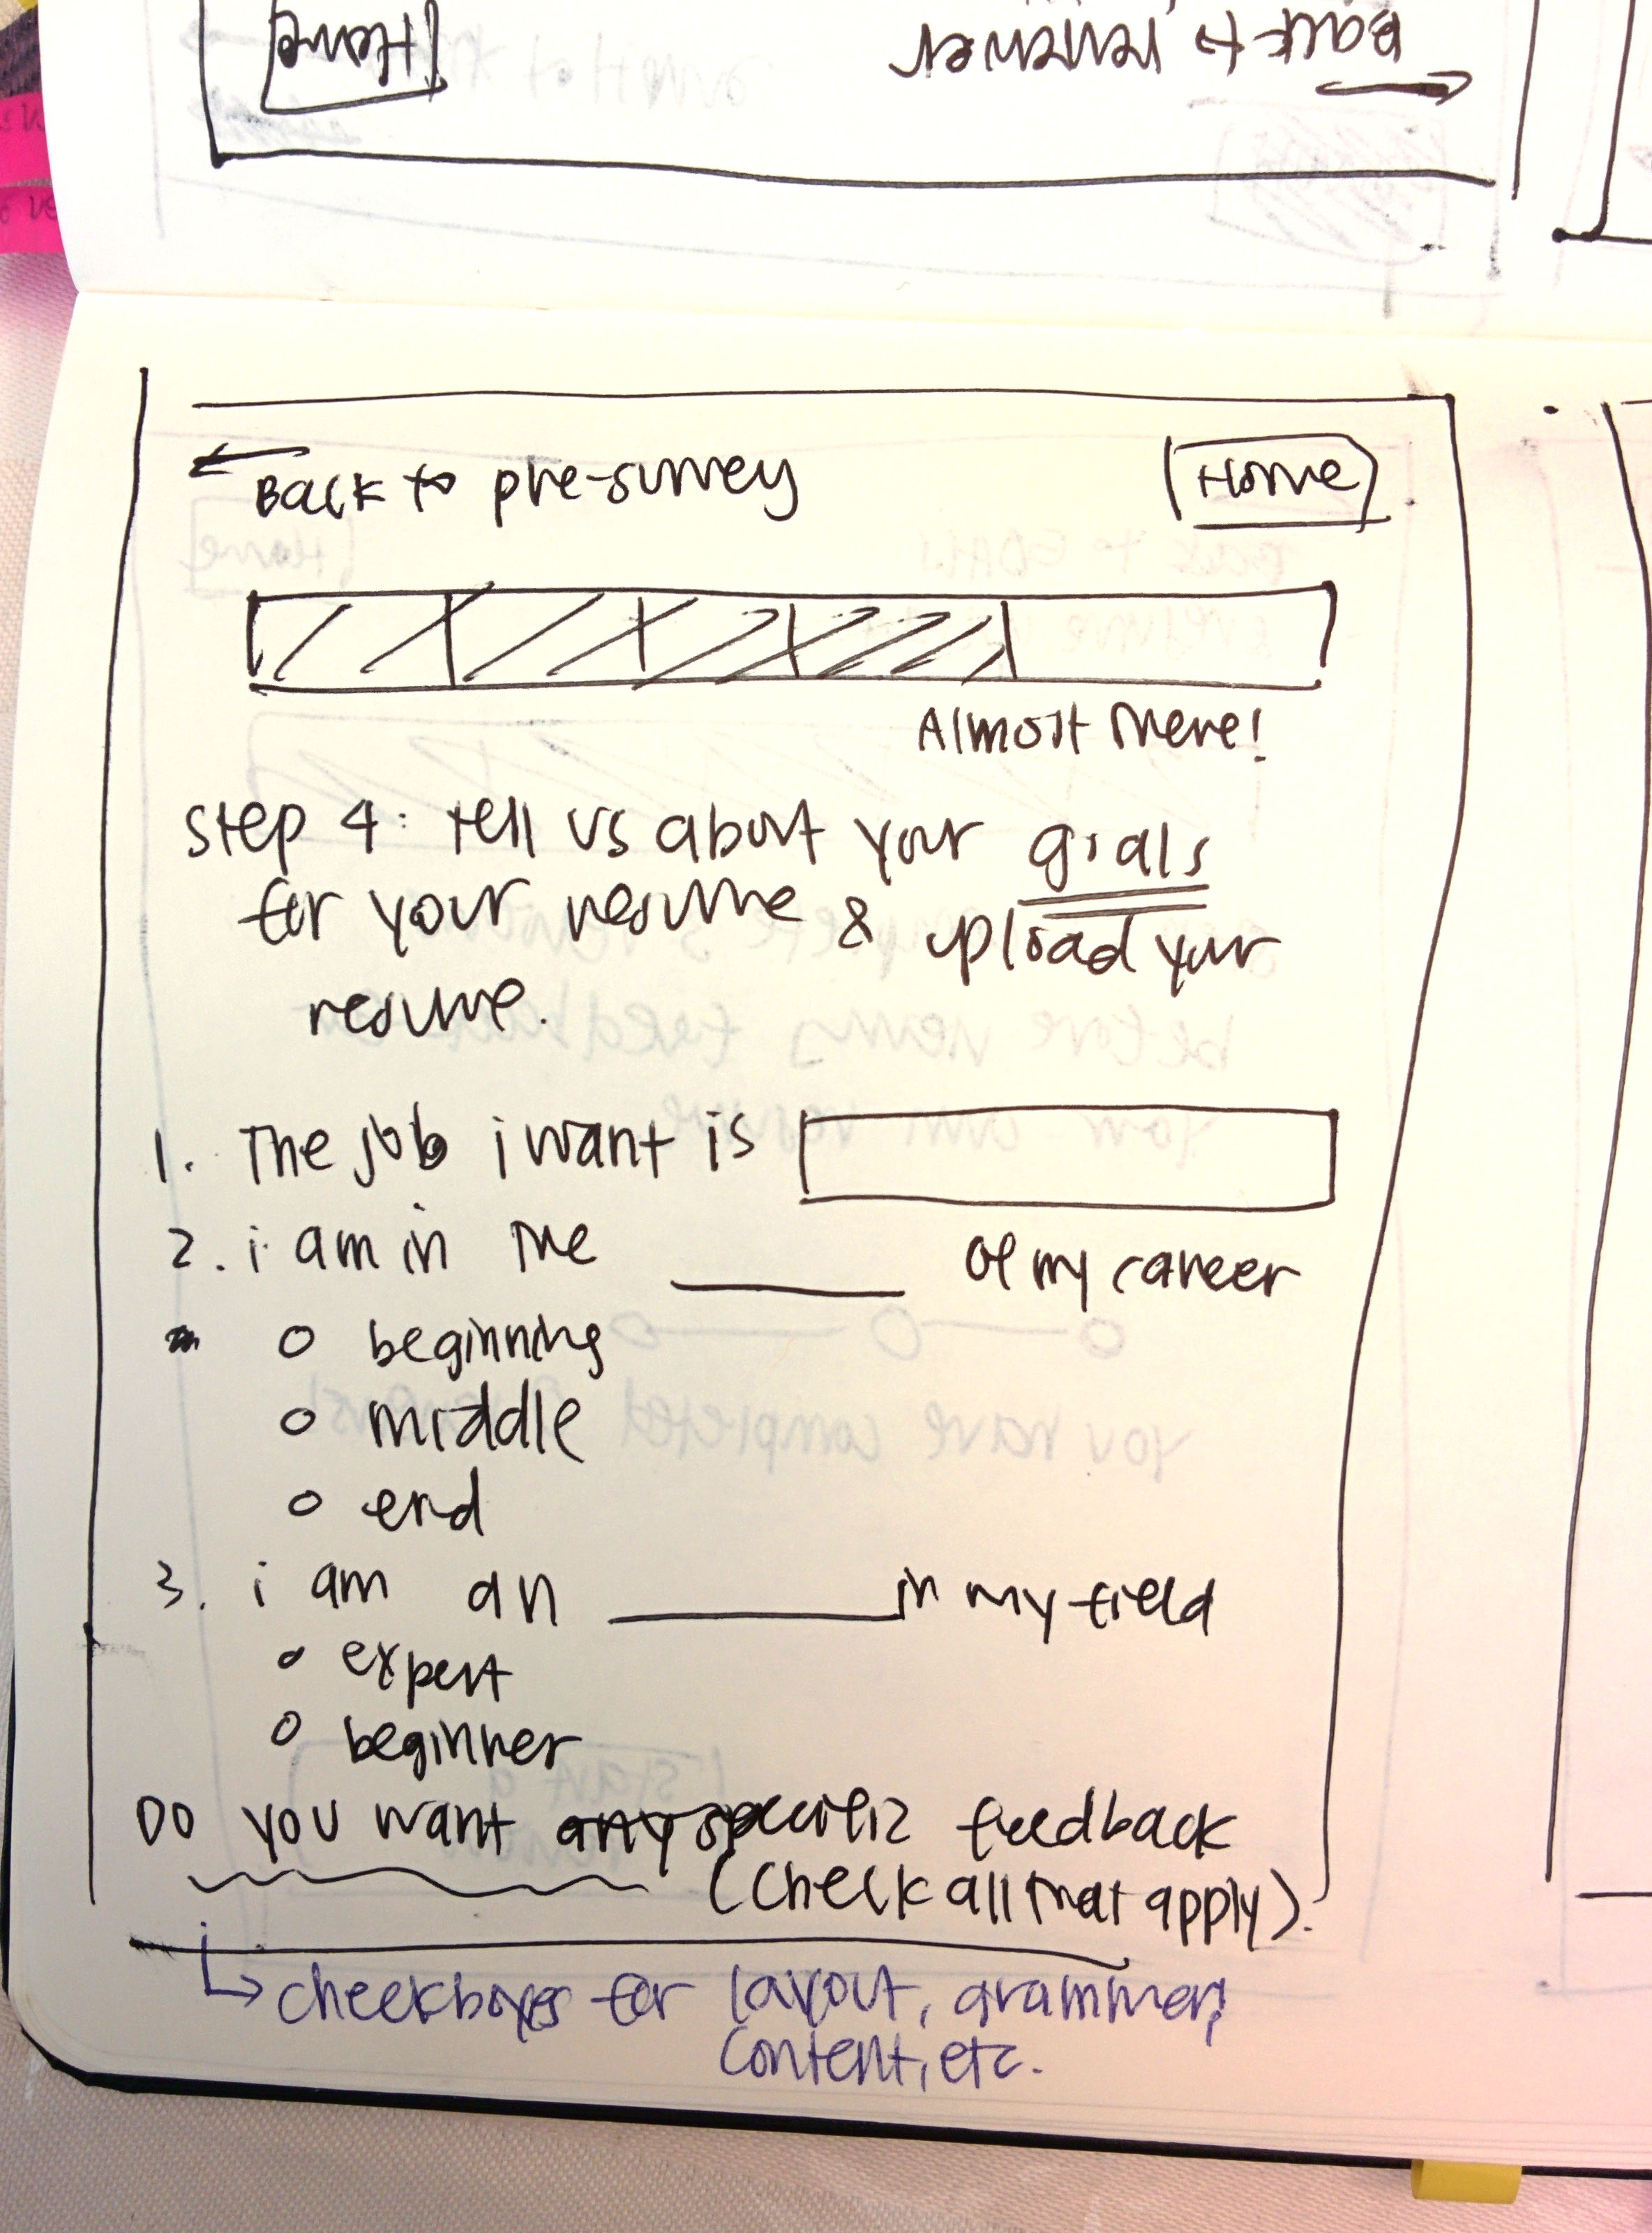 Home
Back to reviewer
Back to pre-survey
Home
Almost there!
Step 4: tell us about your goals
for your resume & upload your
resume.
1. The job i want is
2. i am in the ______ of my career
beginning
middle
end
3. i am an ______ in my field
expert
beginner
Do you want any specific feedback
(check all that apply).
checkboxes for layout, grammer,
content, etc.